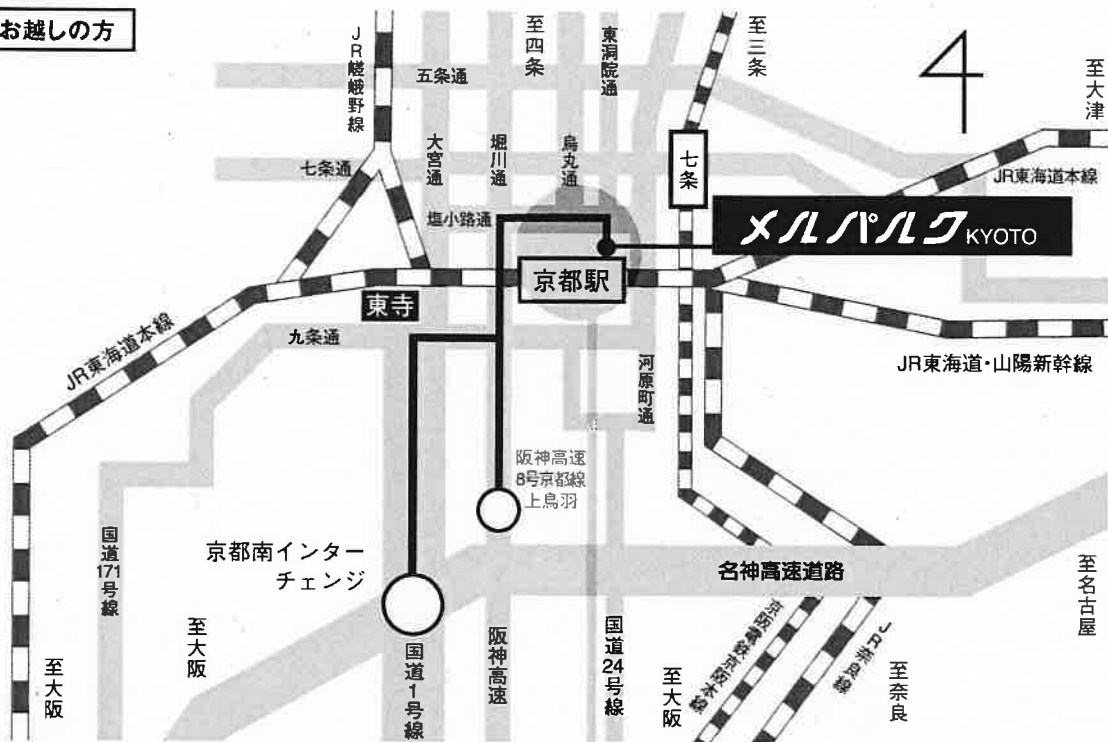 お越しの方
JR嵯峨野線
至四条
東洞院通
至三条
至大津
五条通
大宮通
堀川通
烏丸通
七条
七条通
JR東海道本線
塩小路通
メルパルク KYOTO
京都駅
東寺
JR東海道本線
九条通
河原町通
JR東海道・山陽新幹線
阪神高速
8号京都線
上鳥羽
国道171号線
京都南インター
チェンジ
名神高速道路
至名古屋
至大阪
至大阪
国道1号線
阪神高速
国道24号線
至大阪
京阪電鉄京阪本線
JR奈良線
至奈良